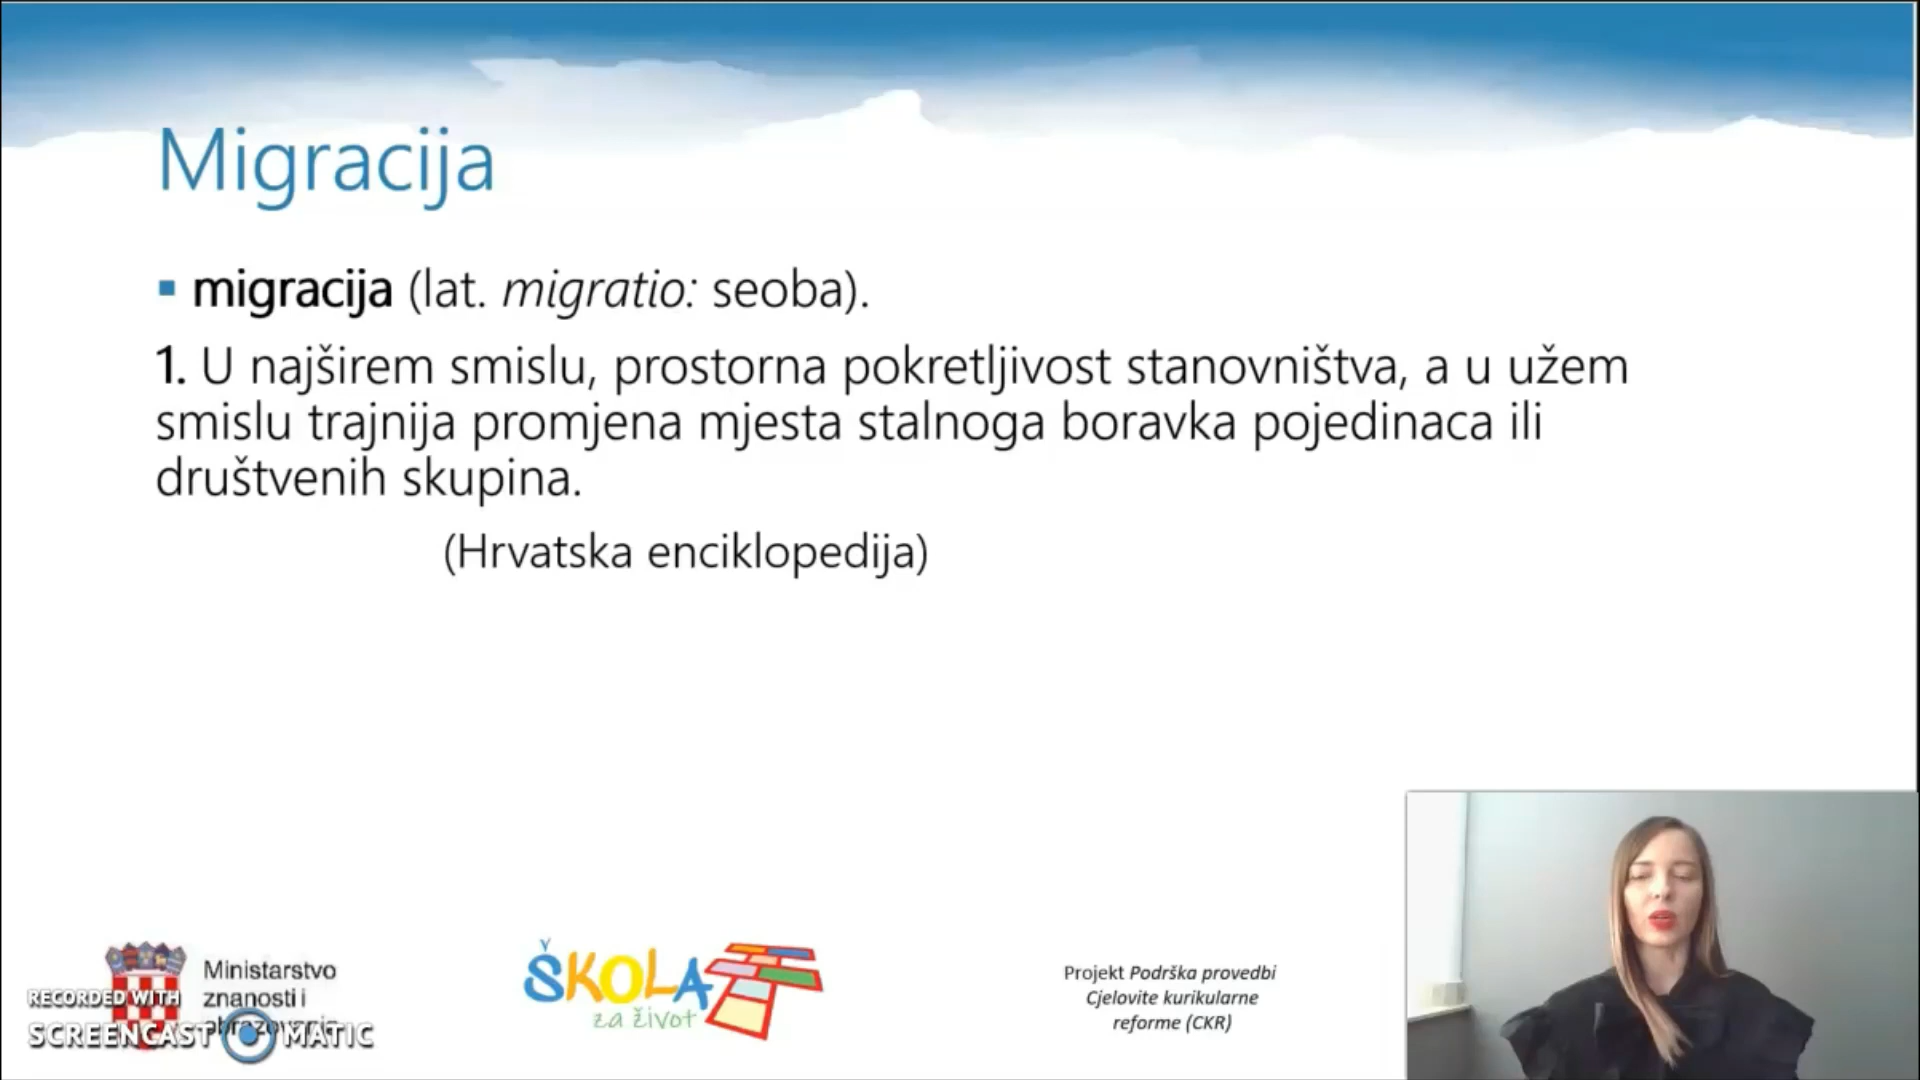 Migracija
▪ migracija (lat. migratio: seoba).
1. U najširem smislu, prostorna pokretljivost stanovništva, a u užem
smislu trajnija promjena mjesta stalnoga boravka pojedinaca ili
društvenih skupina.
(Hrvatska enciklopedija)
Ministarstvo
znanosti i
obrazovanja
RECORDED WITH
SCREENCAST MATIC
ŠKOLA
za život
Projekt Podrška provedbi
Cjelovite kurikularne
reforme (CKR)